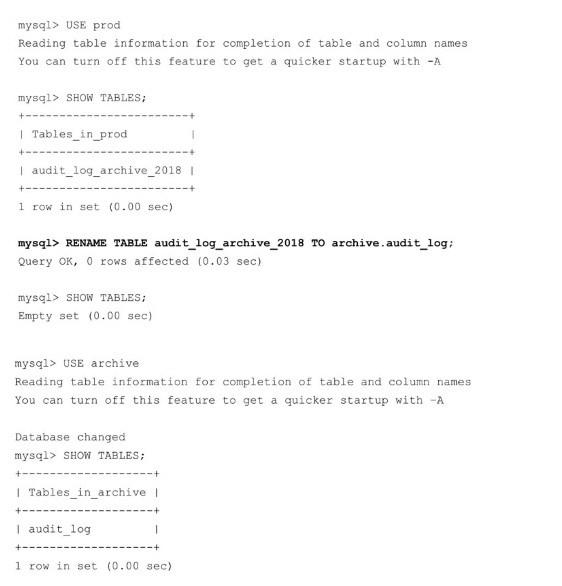 mysql> USE prod
Reading table information for completion of table and column names
You can turn off this feature to get a quicker startup with -A
mysql> SHOW TABLES;
+------------------------+
| Tables_in_prod         |
+------------------------+
| audit_log_archive_2018 |
+------------------------+
1 row in set (0.00 sec)
mysql> RENAME TABLE audit_log_archive_2018 TO archive.audit_log;
Query OK, 0 rows affected (0.03 sec)
mysql> SHOW TABLES;
Empty set (0.00 sec)
mysql> USE archive
Reading table information for completion of table and column names
You can turn off this feature to get a quicker startup with -A
Database changed
mysql> SHOW TABLES;
+-------------------+
| Tables_in_archive |
+-------------------+
| audit_log         |
+-------------------+
1 row in set (0.00 sec)